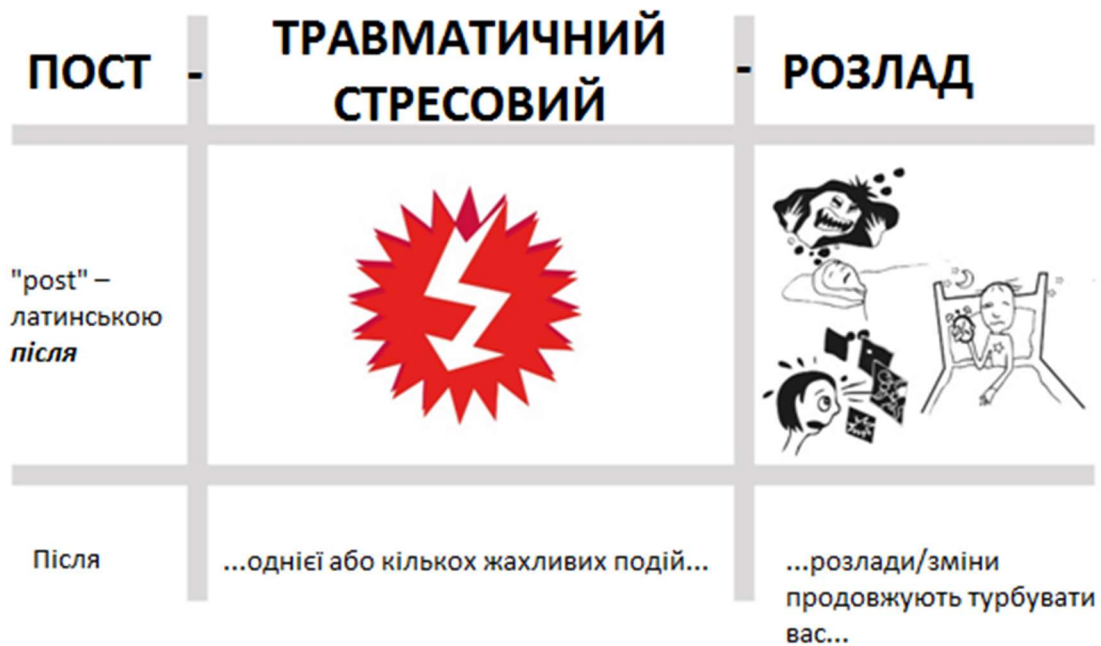 ПОСТ - ТРАВМАТИЧНИЙ
СТРЕСОВИЙ - РОЗЛАД
"post" –
латинською
після
Після
...однієї або кількох жахливих подій...
...розлади/зміни
продовжують турбувати
вас...